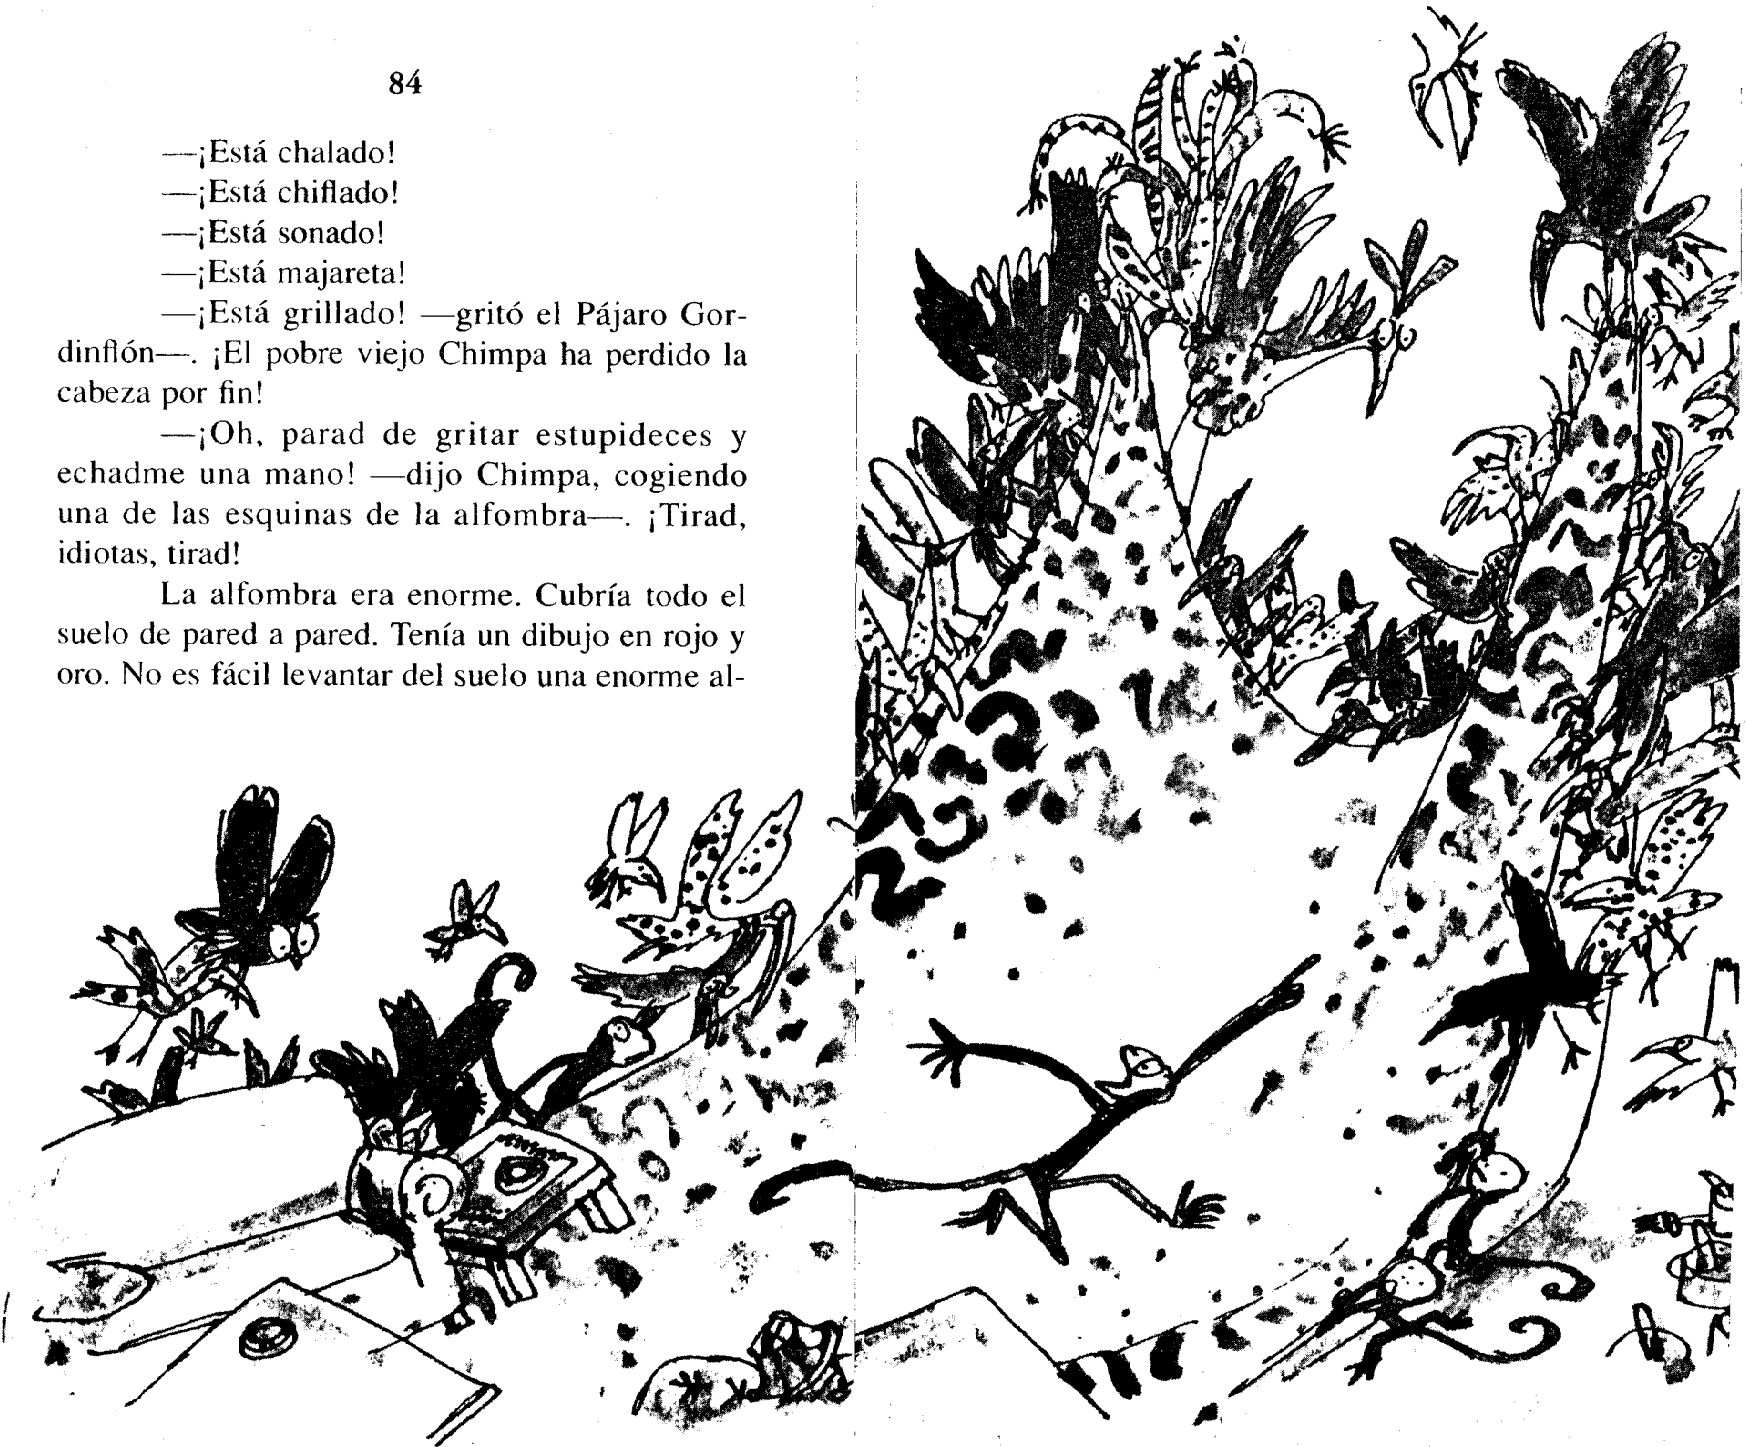 84
—¡Está chalado!
—¡Está chiflado!
—¡Está sonado!
—¡Está majareta!
—¡Está grillado! —gritó el Pájaro Gor-
dinflón—. ¡El pobre viejo Chimpa ha perdido la
cabeza por fin!
—¡Oh, parad de gritar estupideces y
echadme una mano! —dijo Chimpa, cogiendo
una de las esquinas de la alfombra—. ¡Tirad,
idiotas, tirad!
La alfombra era enorme. Cubría todo el
suelo de pared a pared. Tenía un dibujo en rojo y
oro. No es fácil levantar del suelo una enorme al-